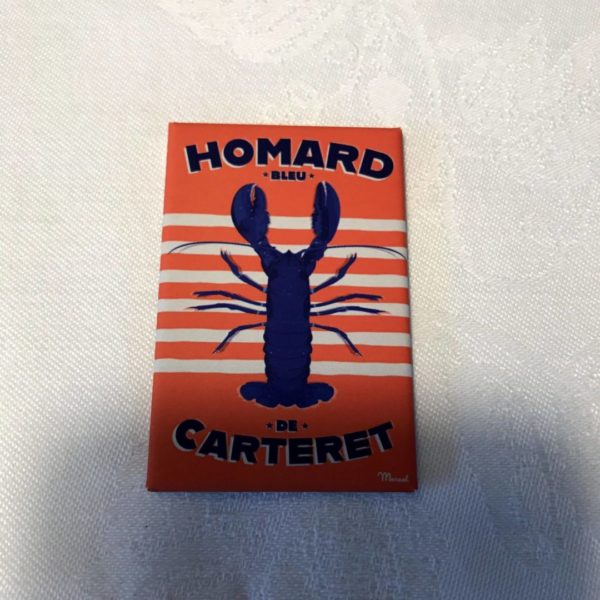 HOMARD
★ BLEU ★
★ DE ★
CARTERET
Marcel